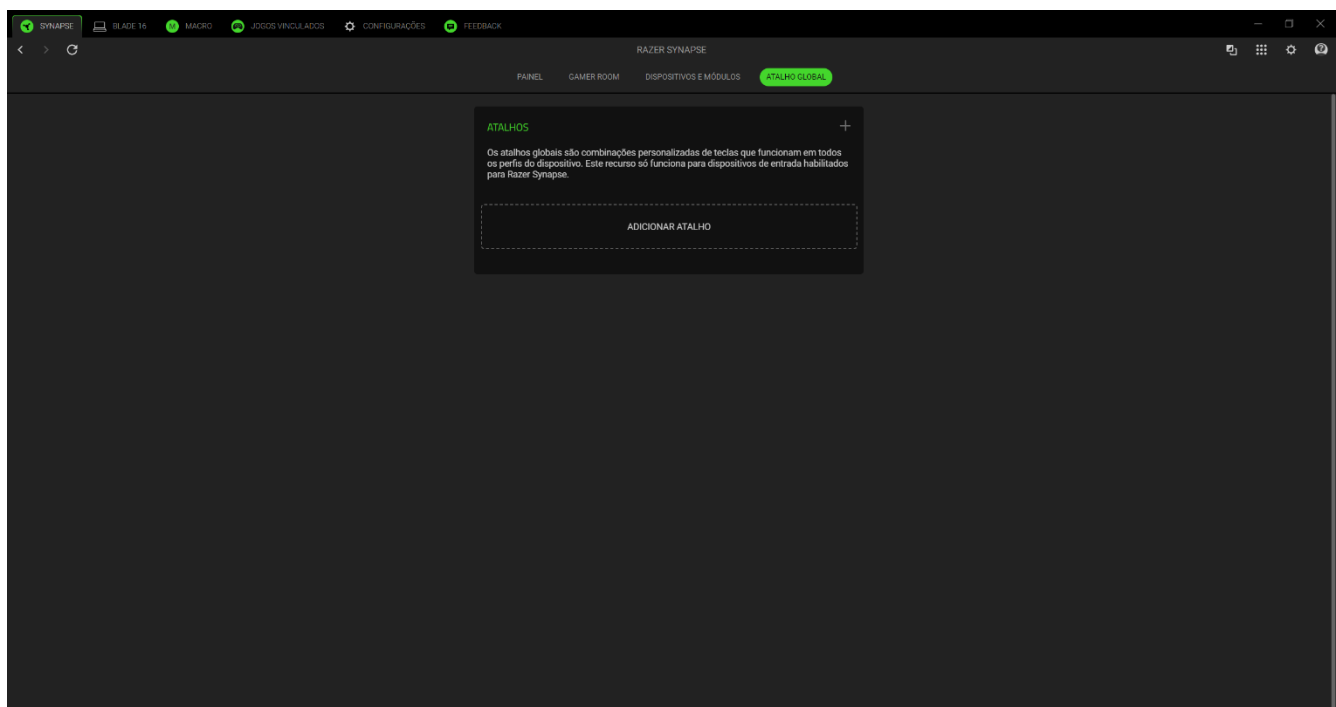 SYNAPSE BLADE 16 M MACRO JOGOS VINCULADOS CONFIGURAÇÕES FEEDBACK
RAZER SYNAPSE
PAINEL GAMER ROOM DISPOSITIVOS E MÓDULOS ATALHO GLOBAL
ATALHOS
Os atalhos globais são combinações personalizadas de teclas que funcionam em todos
os perfis do dispositivo. Este recurso só funciona para dispositivos de entrada habilitados
para Razer Synapse.
ADICIONAR ATALHO